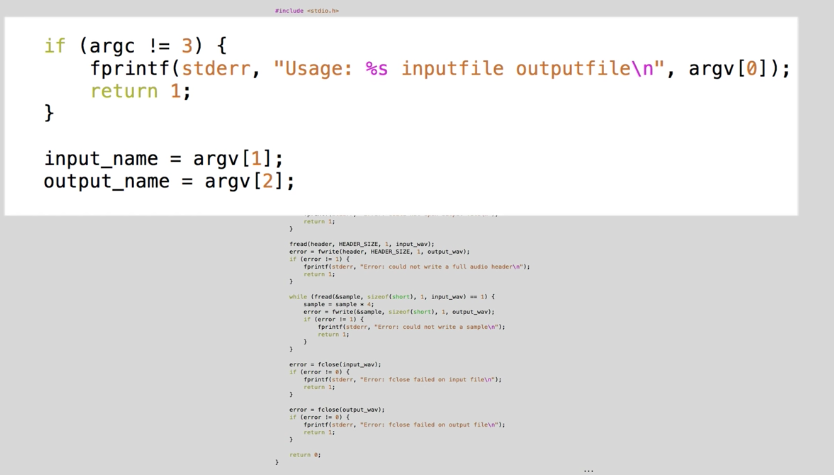 #include <stdio.h>
if (argc != 3) {
fprintf(stderr, "Usage: %s inputfile outputfile\n", argv[0]);
return 1;
}
input_name = argv[1];
output_name = argv[2];
return 1;
}
fread(header, HEADER_SIZE, 1, input_wav);
error = fwrite(header, HEADER_SIZE, 1, output_wav);
if (error != 1) {
fprintf(stderr, "Error: could not write a full audio header\n");
return 1;
}
while (fread(&sample, sizeof(short), 1, input_wav) == 1) {
sample = sample * 4;
error = fwrite(&sample, sizeof(short), 1, output_wav);
if (error != 1) {
fprintf(stderr, "Error: could not write a sample\n");
return 1;
}
}
error = fclose(input_wav);
if (error != 0) {
fprintf(stderr, "Error: fclose failed on input file\n");
return 1;
}
error = fclose(output_wav);
if (error != 0) {
fprintf(stderr, "Error: fclose failed on output file\n");
return 1;
}
return 0;
}
...